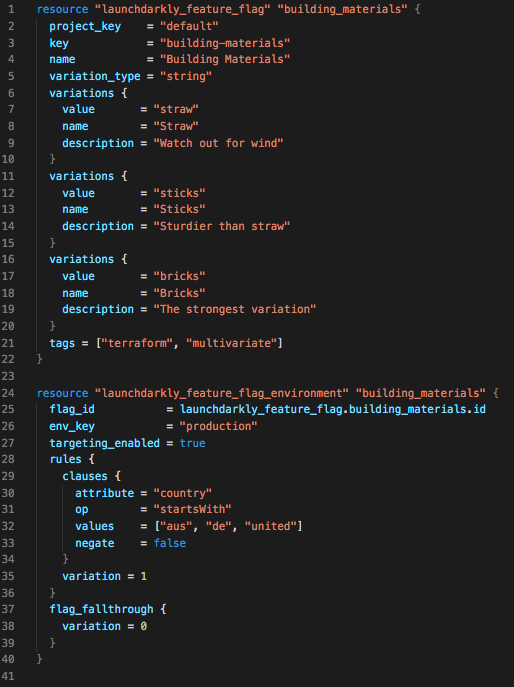 1 resource "launchdarkly_feature_flag" "building_materials" {
2   project_key    = "default"
3   key            = "building-materials"
4   name           = "Building Materials"
5   variation_type = "string"
6   variations {
7     value       = "straw"
8     name        = "Straw"
9     description = "Watch out for wind"
10   }
11   variations {
12     value       = "sticks"
13     name        = "Sticks"
14     description = "Sturdier than straw"
15   }
16   variations {
17     value       = "bricks"
18     name        = "Bricks"
19     description = "The strongest variation"
20   }
21   tags = ["terraform", "multivariate"]
22 }
23
24 resource "launchdarkly_feature_flag_environment" "building_materials" {
25   flag_id           = launchdarkly_feature_flag.building_materials.id
26   env_key           = "production"
27   targeting_enabled = true
28   rules {
29     clauses {
30       attribute = "country"
31       op        = "startsWith"
32       values    = ["aus", "de", "united"]
33       negate    = false
34     }
35     variation = 1
36   }
37   flag_fallthrough {
38     variation = 0
39   }
40 }
41